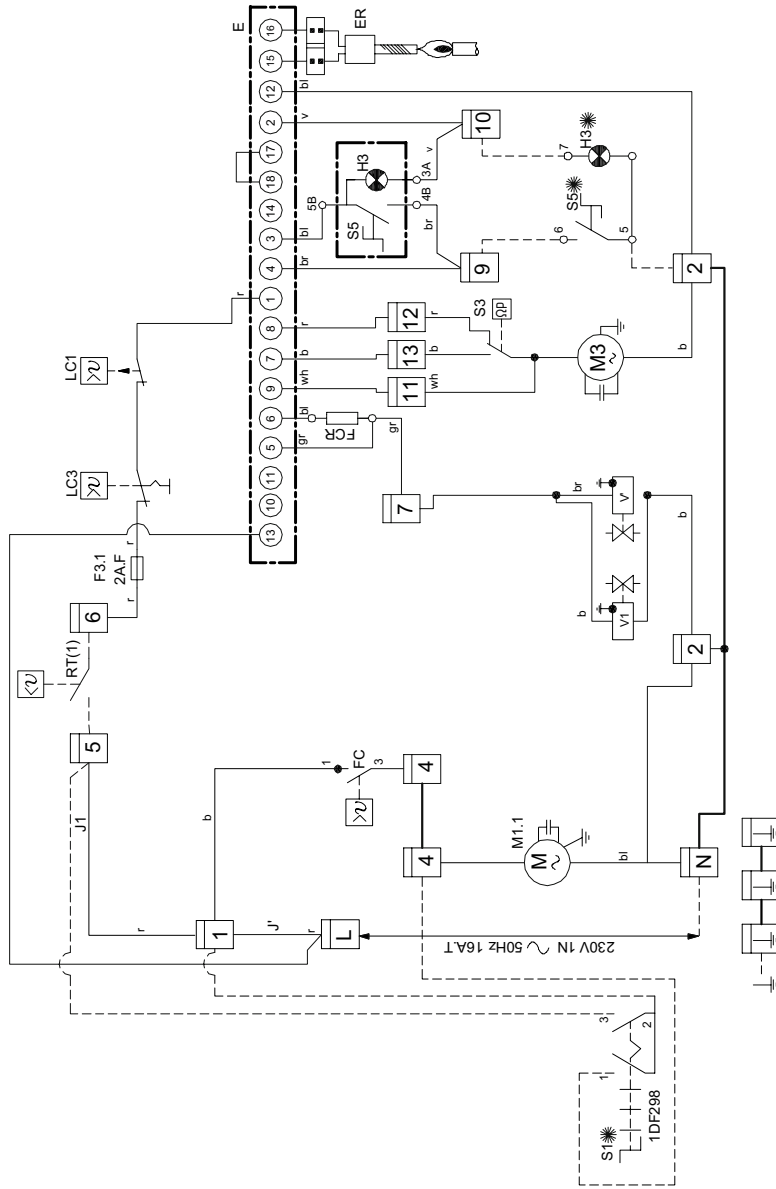 E
16
15
12
2
17
18
14
3
4
1
8
7
9
6
5
11
10
13
ER
bl
v
bl
br
r
r
b
wh
bl
gr
LC1
LC3
r
F3.1
2A.F
r
6
RT(1)
5
J1
r
b
1
J'
r
L
230V 1N 50Hz 16A.T
5B
H3
S5
3A
4B
v
br
10
9
7
H3
S5
6
5
2
12
13
11
r
b
wh
S3
M3
b
FCR
gr
7
br
b
V'
V1
b
2
1
FC
3
4
4
M1.1
M
bl
N
S1
1DF298
3
1
2